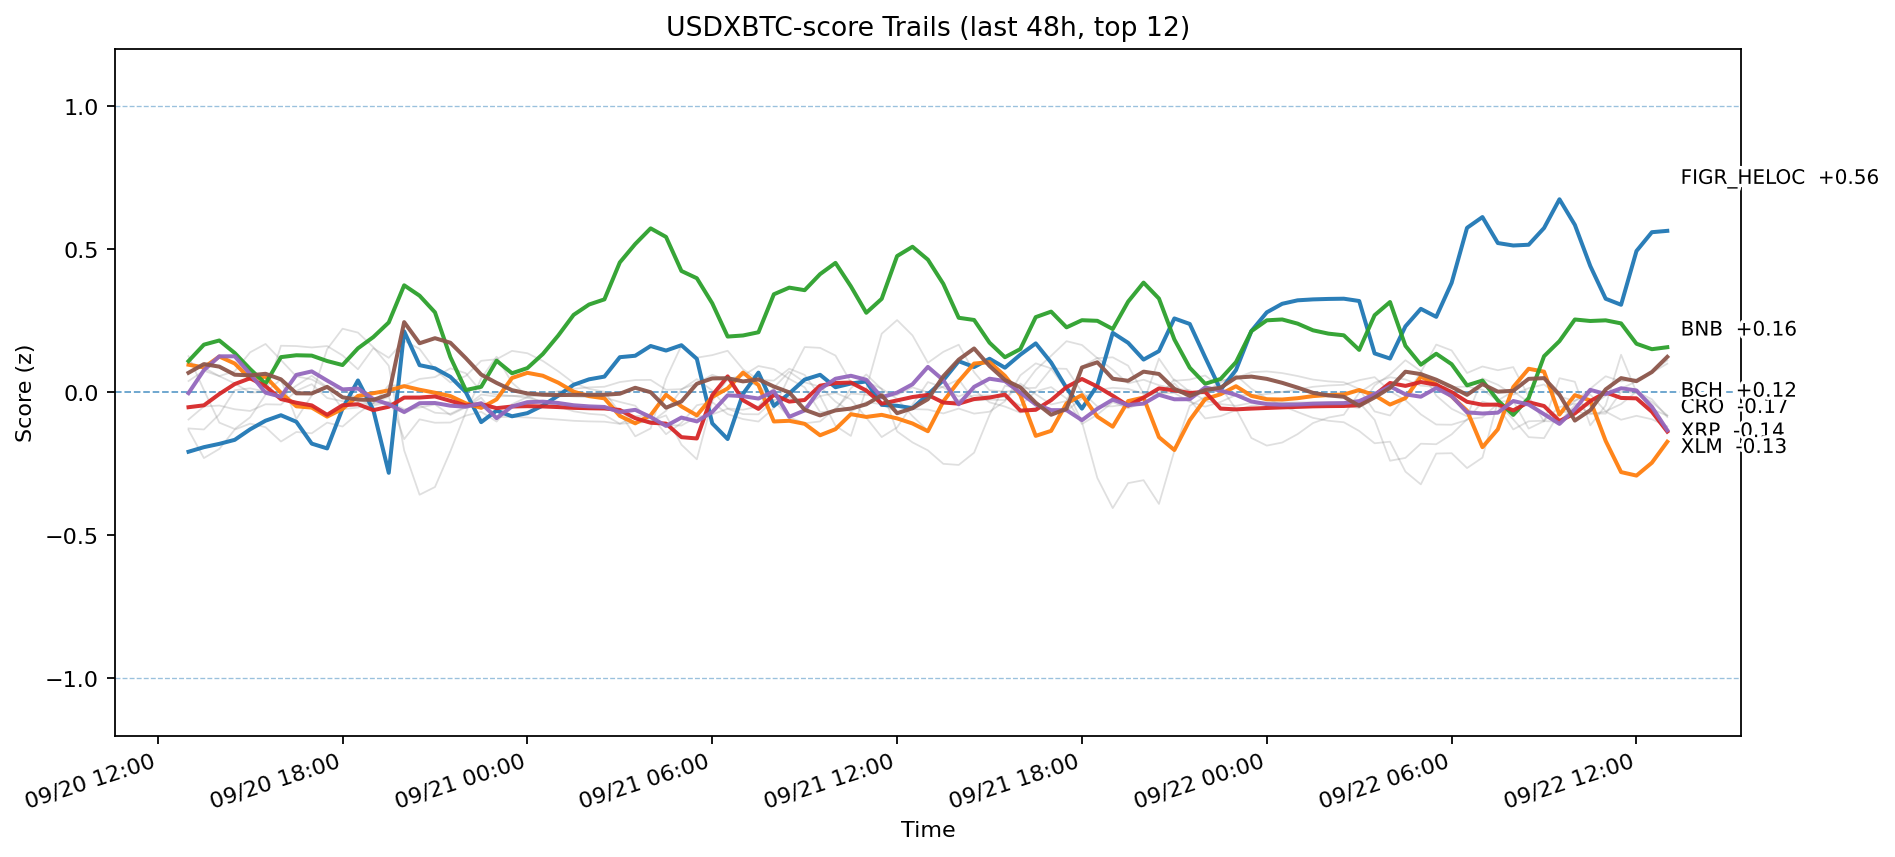 USDXBTC-score Trails (last 48h, top 12)
Score (z)
1.0
0.5
0.0
−0.5
−1.0
FIGR_HELOC +0.56
BNB +0.16
BCH +0.12
CRO -0.17
XRP -0.14
XLM -0.13
09/20 12:00
09/20 18:00
09/21 00:00
09/21 06:00
09/21 12:00
09/21 18:00
09/22 00:00
09/22 06:00
09/22 12:00
Time